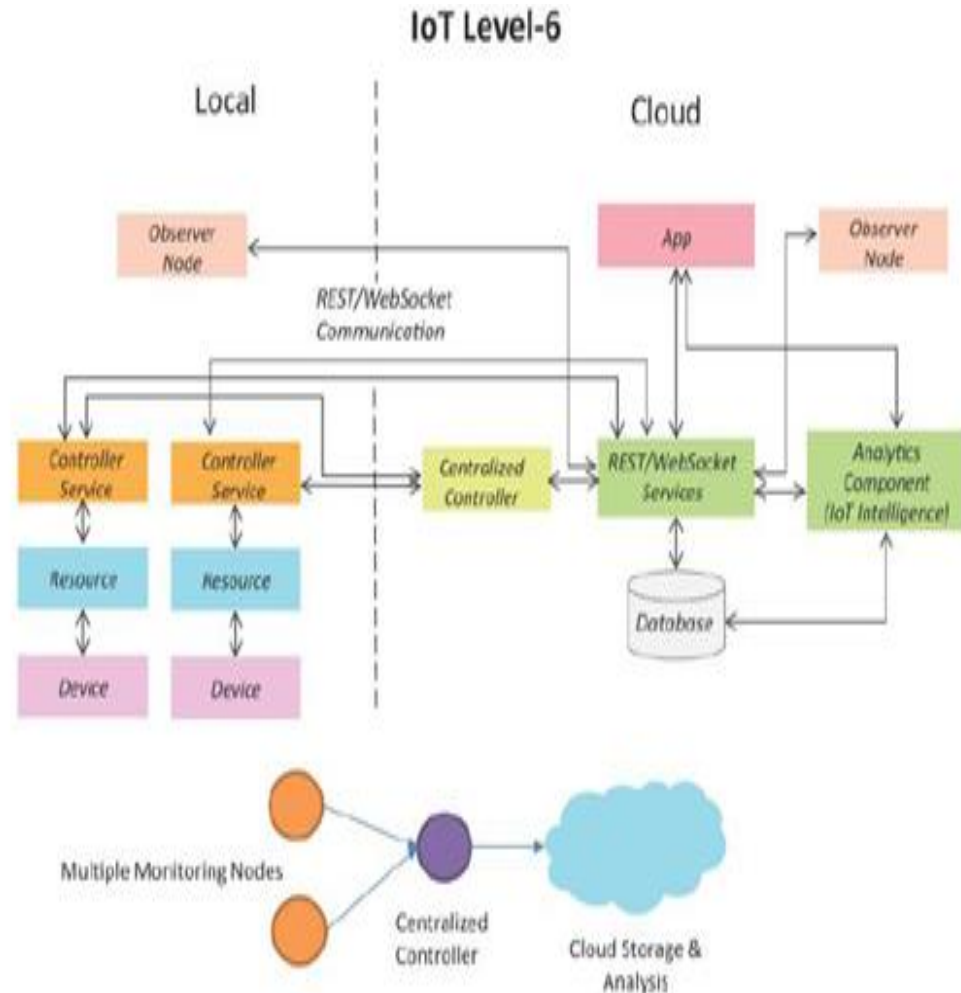 IoT Level-6
Local
Cloud
Observer
Node
App
Observer
Node
REST/WebSocket
Communication
Controller
Service
Controller
Service
Centralized
Controller
REST/WebSocket
Services
Analytics
Component
(IoT Intelligence)
Resource
Resource
Database
Device
Device
Multiple Monitoring Nodes
Centralized
Controller
Cloud Storage &
Analysis